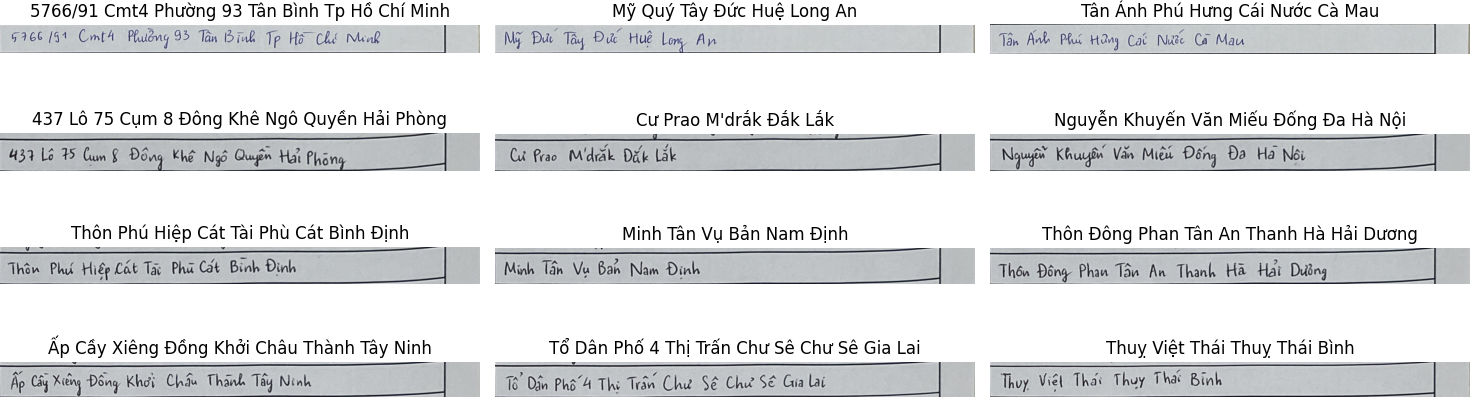 5766/91 Cmt4 Phường 93 Tân Bình Tp Hồ Chí Minh
5766/91 Cmt4 Phường 93 Tân Bình Tp Hồ Chí Minh
Mỹ Quý Tây Đức Huệ Long An
Mỹ Đức Tây Đức Huệ Long An
Tân Ánh Phú Hưng Cái Nước Cà Mau
Tân Ánh Phú Hưng Cái Nước Cà Mau
437 Lô 75 Cụm 8 Đông Khê Ngô Quyền Hải Phòng
437 Lô 75 Cụm 8 Đông Khê Ngô Quyền Hải Phòng
Cư Prao M'drắk Đắk Lắk
Cư Prao M'drắk Đắk Lắk
Nguyễn Khuyến Văn Miếu Đống Đa Hà Nội
Nguyễn Khuyến Văn Miếu Đống Đa Hà Nội
Thôn Phú Hiệp Cát Tài Phù Cát Bình Định
Thôn Phú Hiệp Cát Tài Phù Cát Bình Định
Minh Tân Vụ Bản Nam Định
Minh Tân Vụ Bản Nam Định
Thôn Đông Phan Tân An Thanh Hà Hải Dương
Thôn Đông Phan Tân An Thanh Hà Hải Dương
Ấp Cầy Xiêng Đồng Khởi Châu Thành Tây Ninh
Ấp Cầy Xiêng Đồng Khởi Châu Thành Tây Ninh
Tổ Dân Phố 4 Thị Trấn Chư Sê Chư Sê Gia Lai
Tổ Dân Phố 4 Thị Trấn Chư Sê Chư Sê Gia Lai
Thuỵ Việt Thái Thuỵ Thái Bình
Thuỵ Việt Thái Thuỵ Thái Bình